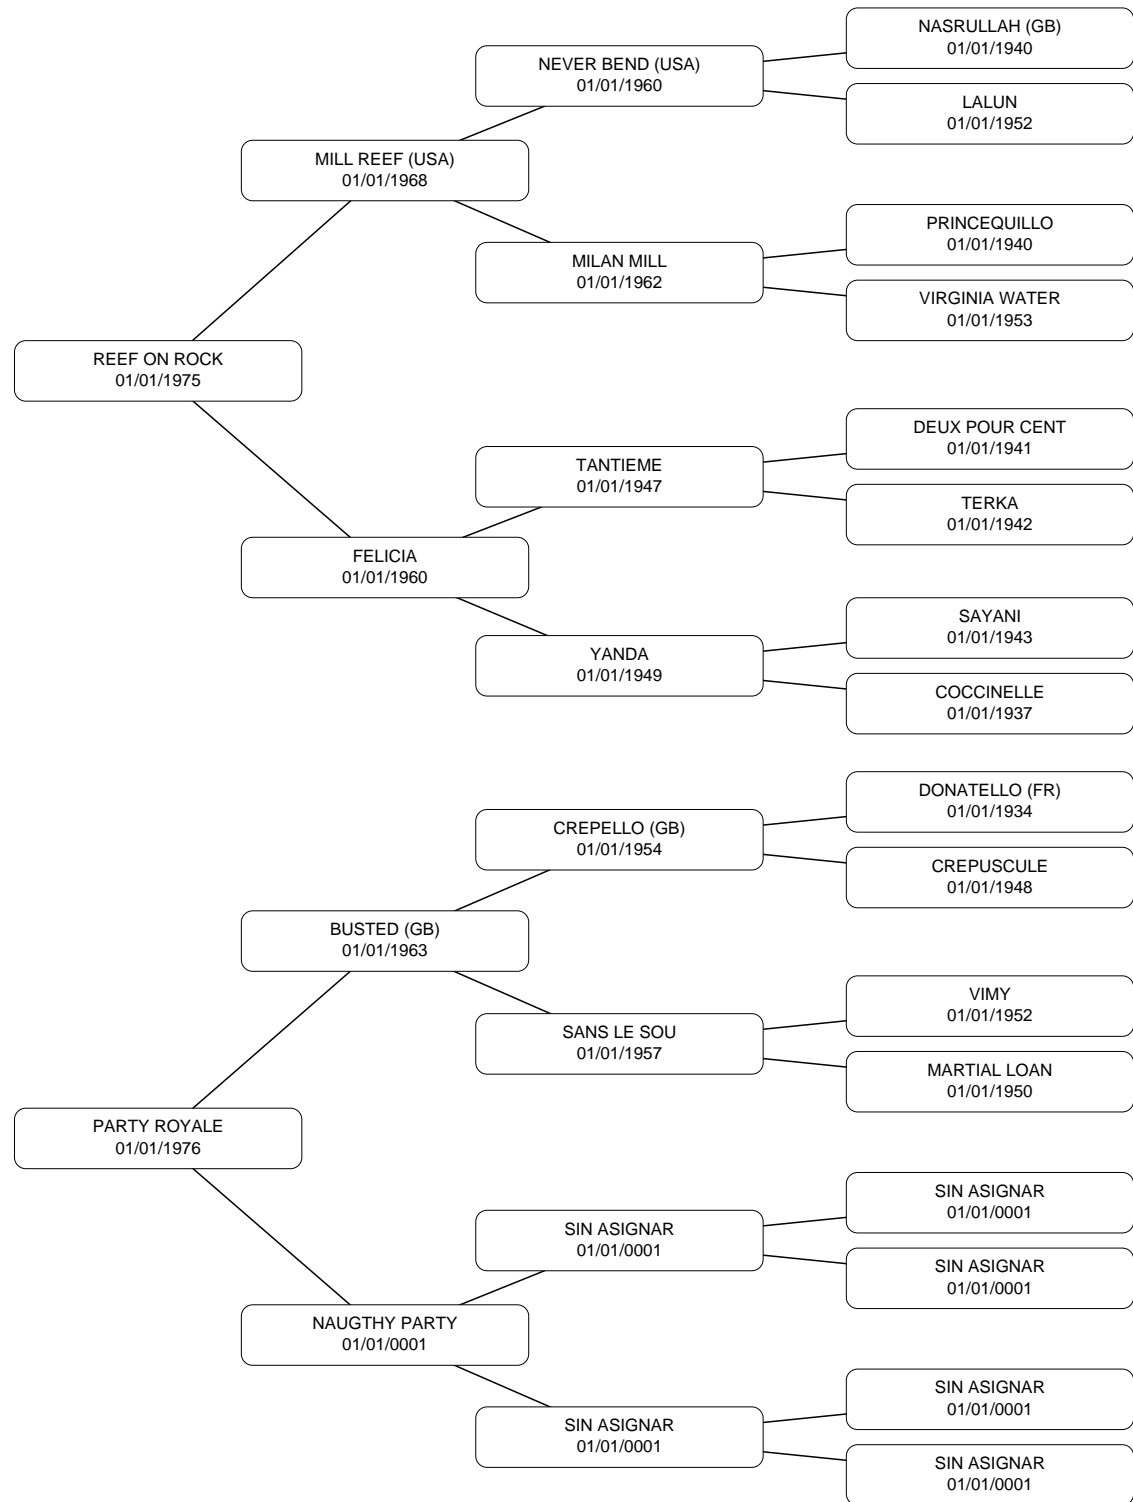 NASRULLAH (GB)
01/01/1940
NEVER BEND (USA)
01/01/1960
LALUN
01/01/1952
MILL REEF (USA)
01/01/1968
PRINCEQUILLO
01/01/1940
MILAN MILL
01/01/1962
VIRGINIA WATER
01/01/1953
REEF ON ROCK
01/01/1975
DEUX POUR CENT
01/01/1941
TANTIEME
01/01/1947
TERKA
01/01/1942
FELICIA
01/01/1960
SAYANI
01/01/1943
YANDA
01/01/1949
COCCINELLE
01/01/1937
DONATELLO (FR)
01/01/1934
CREPELLO (GB)
01/01/1954
CREPUSCULE
01/01/1948
BUSTED (GB)
01/01/1963
VIMY
01/01/1952
SANS LE SOU
01/01/1957
MARTIAL LOAN
01/01/1950
PARTY ROYALE
01/01/1976
SIN ASIGNAR
01/01/0001
SIN ASIGNAR
01/01/0001
SIN ASIGNAR
01/01/0001
NAUGTHY PARTY
01/01/0001
SIN ASIGNAR
01/01/0001
SIN ASIGNAR
01/01/0001
SIN ASIGNAR
01/01/0001